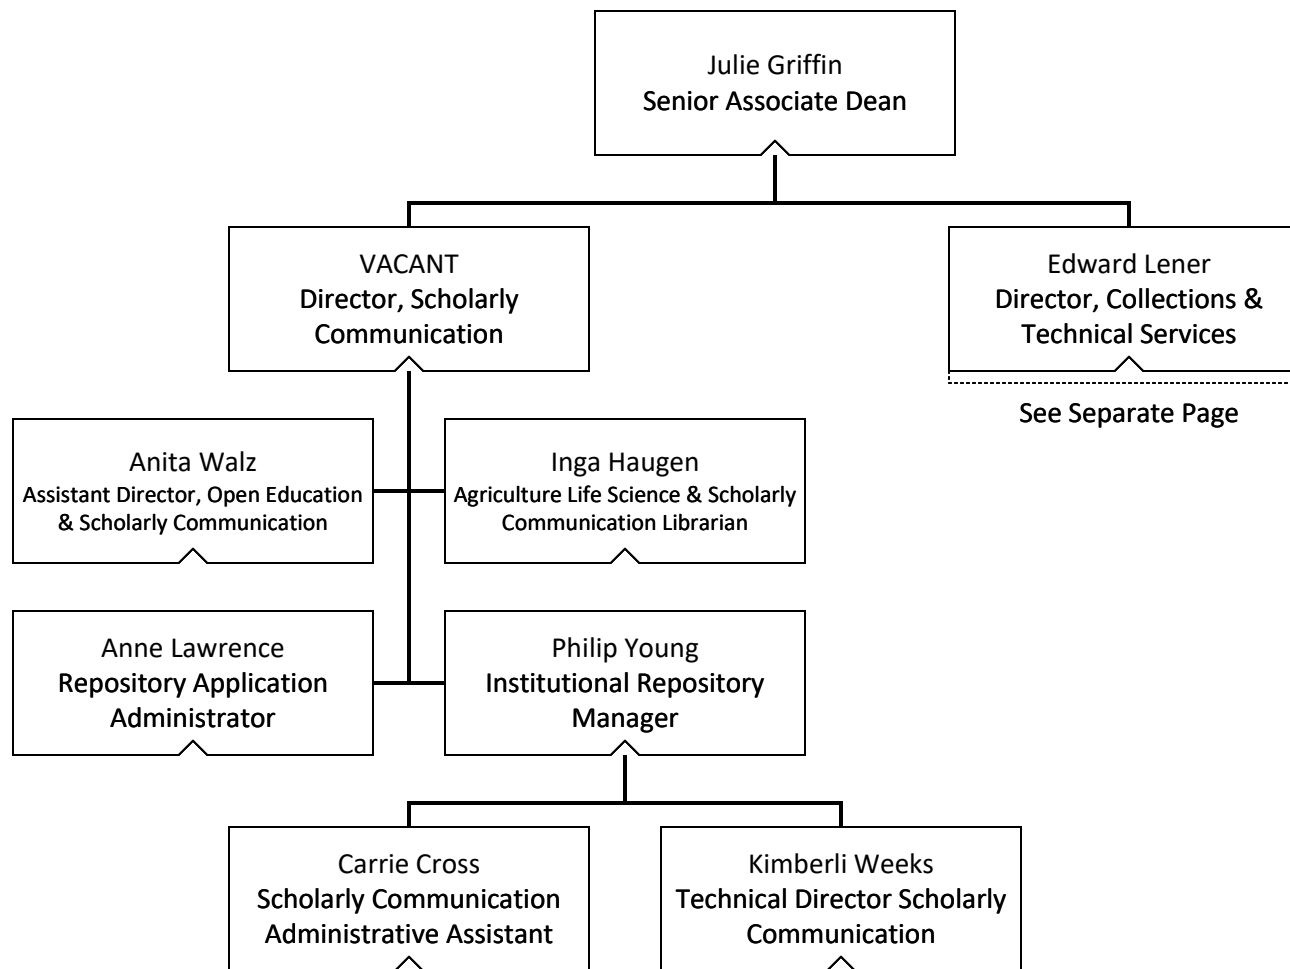 Julie Griffin
Senior Associate Dean
VACANT
Director, Scholarly
Communication
Edward Lener
Director, Collections &
Technical Services
See Separate Page
Anita Walz
Assistant Director, Open Education
& Scholarly Communication
Inga Haugen
Agriculture Life Science & Scholarly
Communication Librarian
Anne Lawrence
Repository Application
Administrator
Philip Young
Institutional Repository
Manager
Carrie Cross
Scholarly Communication
Administrative Assistant
Kimberli Weeks
Technical Director Scholarly
Communication